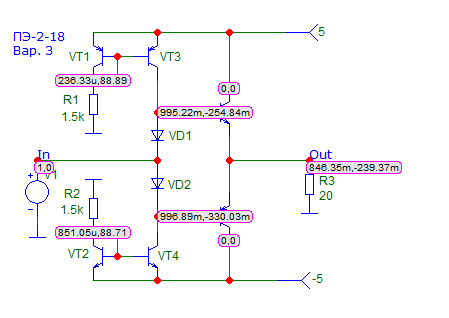 ПЭ-2-18
Вар. 3
5
VT1
VT3
0,0
236.33u,88.89
995.22m,-254.84m
R1
1.5k
VD1
In
Out
1,0
846.35m,-239.37m
V1
VD2
R2
R3
1.5k
20
996.89m,-330.03m
851.05u,88.71
0,0
VT2
VT4
-5